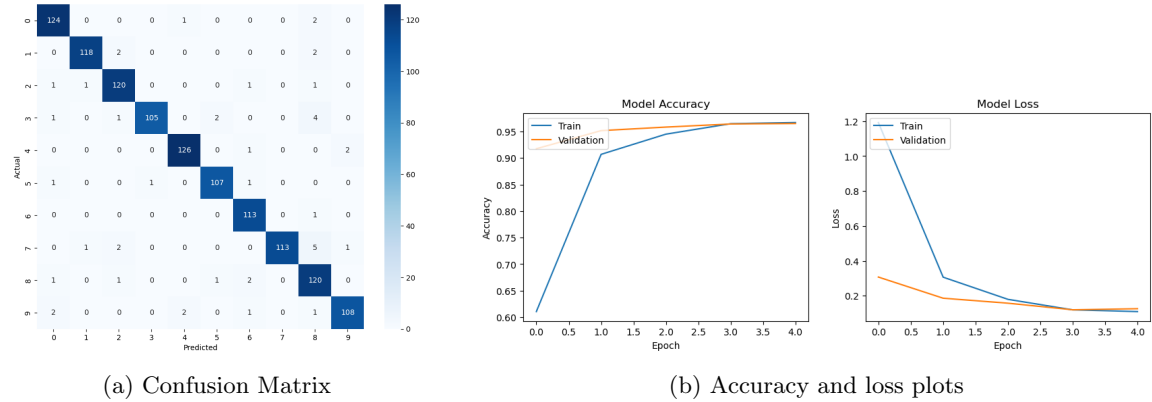 0 124 0 0 0 1 0 0 0 2 0
1 0 118 2 0 0 0 0 0 2 0
2 1 1 120 0 0 0 1 0 1 0
3 1 0 1 105 0 2 0 0 4 0
4 0 0 0 0 126 0 1 0 0 2
5 1 0 0 1 0 107 1 0 0 0
6 0 0 0 0 0 0 113 0 1 0
7 0 1 2 0 0 0 0 113 5 1
8 1 0 1 0 0 1 2 0 120 0
9 2 0 0 0 2 0 1 0 1 108
0 1 2 3 4 5 6 7 8 9
Actual
Predicted
120
100
80
60
40
20
0
(a) Confusion Matrix
Model Accuracy
Train
Validation
0.95
0.90
0.85
0.80
0.75
0.70
0.65
0.60
Accuracy
0.0 0.5 1.0 1.5 2.0 2.5 3.0 3.5 4.0
Epoch
Model Loss
Train
Validation
1.2
1.0
0.8
0.6
0.4
0.2
Loss
0.0 0.5 1.0 1.5 2.0 2.5 3.0 3.5 4.0
Epoch
(b) Accuracy and loss plots